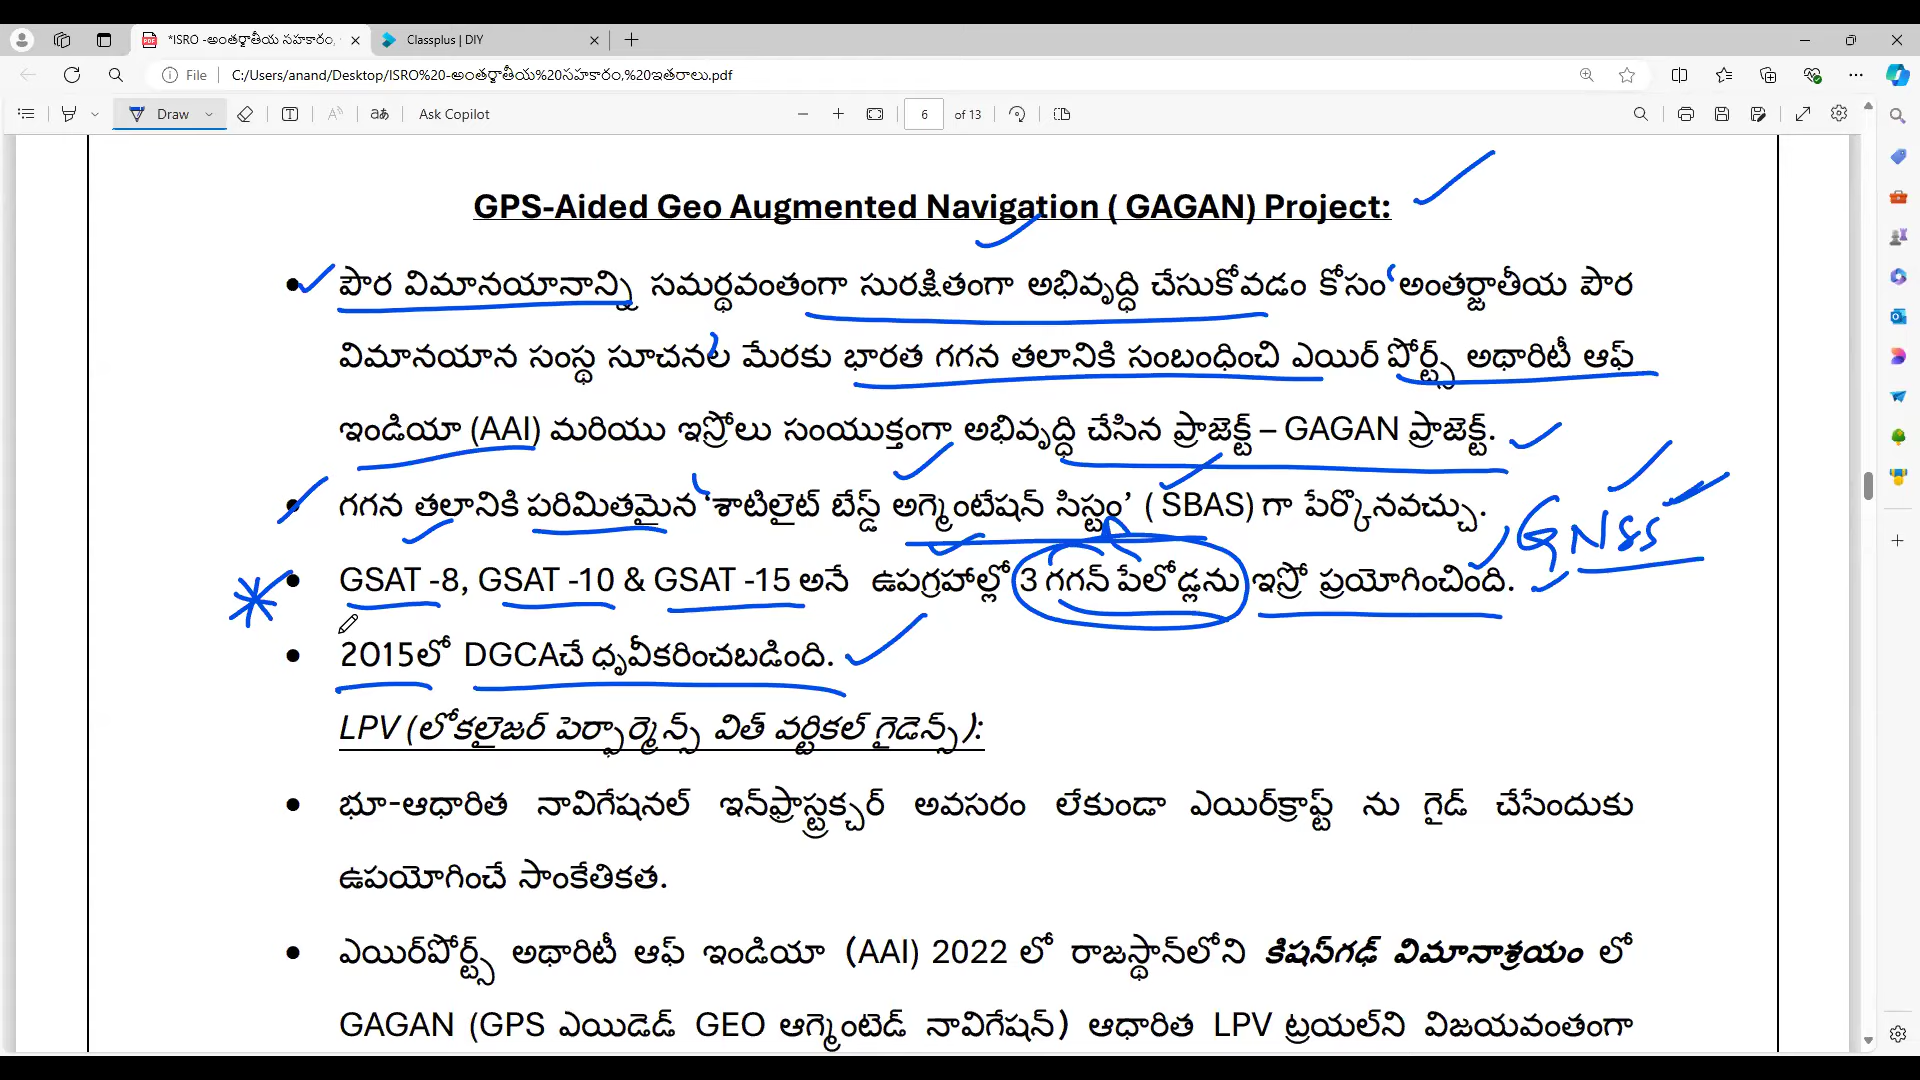 *ISRO -అంతర్జాతీయ సహకారం,
Classplus | DIY
File
C:/Users/anand/Desktop/ISRO%20-అంతర్జాతీయ%20సహకారం,%20ఇతరాలు.pdf
Draw
Ask Copilot
6 of 13
GPS-Aided Geo Augmented Navigation ( GAGAN) Project:
• పౌర విమానయానాన్ని సమర్థవంతంగా సురక్షితంగా అభివృద్ధి చేసుకోవడం కోసం అంతర్జాతీయ పౌర
విమానయాన సంస్థ సూచనల మేరకు భారత గగన తలానికి సంబంధించి ఎయిర్ పోర్ట్స్ అథారిటీ ఆఫ్
ఇండియా (AAI) మరియు ఇస్రోలు సంయుక్తంగా అభివృద్ధి చేసిన ప్రాజెక్ట్ – GAGAN ప్రాజెక్ట్.
• గగన తలానికి పరిమితమైన 'శాటిలైట్ బేస్డ్ అగ్మెంటేషన్ సిస్టం' ( SBAS) గా పేర్కొనవచ్చు.
GNSS
• GSAT -8, GSAT -10 & GSAT -15 అనే ఉపగ్రహాల్లో 3 గగన్ పేలోడ్లను ఇస్రో ప్రయోగించింది.
• 2015లో DGCAచే ధృవీకరించబడింది.
LPV (లోకలైజర్ పెర్ఫార్మెన్స్ విత్ వర్టికల్ గైడెన్స్):
• భూ-ఆధారిత నావిగేషనల్ ఇన్‌ఫ్రాస్ట్రక్చర్ అవసరం లేకుండా ఎయిర్‌క్రాఫ్ట్ ను గైడ్ చేసేందుకు
ఉపయోగించే సాంకేతికత.
• ఎయిర్‌పోర్ట్స్ అథారిటీ ఆఫ్ ఇండియా (AAI) 2022 లో రాజస్థాన్‌లోని కిషన్‌గఢ్ విమానాశ్రయం లో
GAGAN (GPS ఎయిడెడ్ GEO ఆగ్మెంటెడ్ నావిగేషన్) ఆధారిత LPV ట్రయల్‌ని విజయవంతంగా